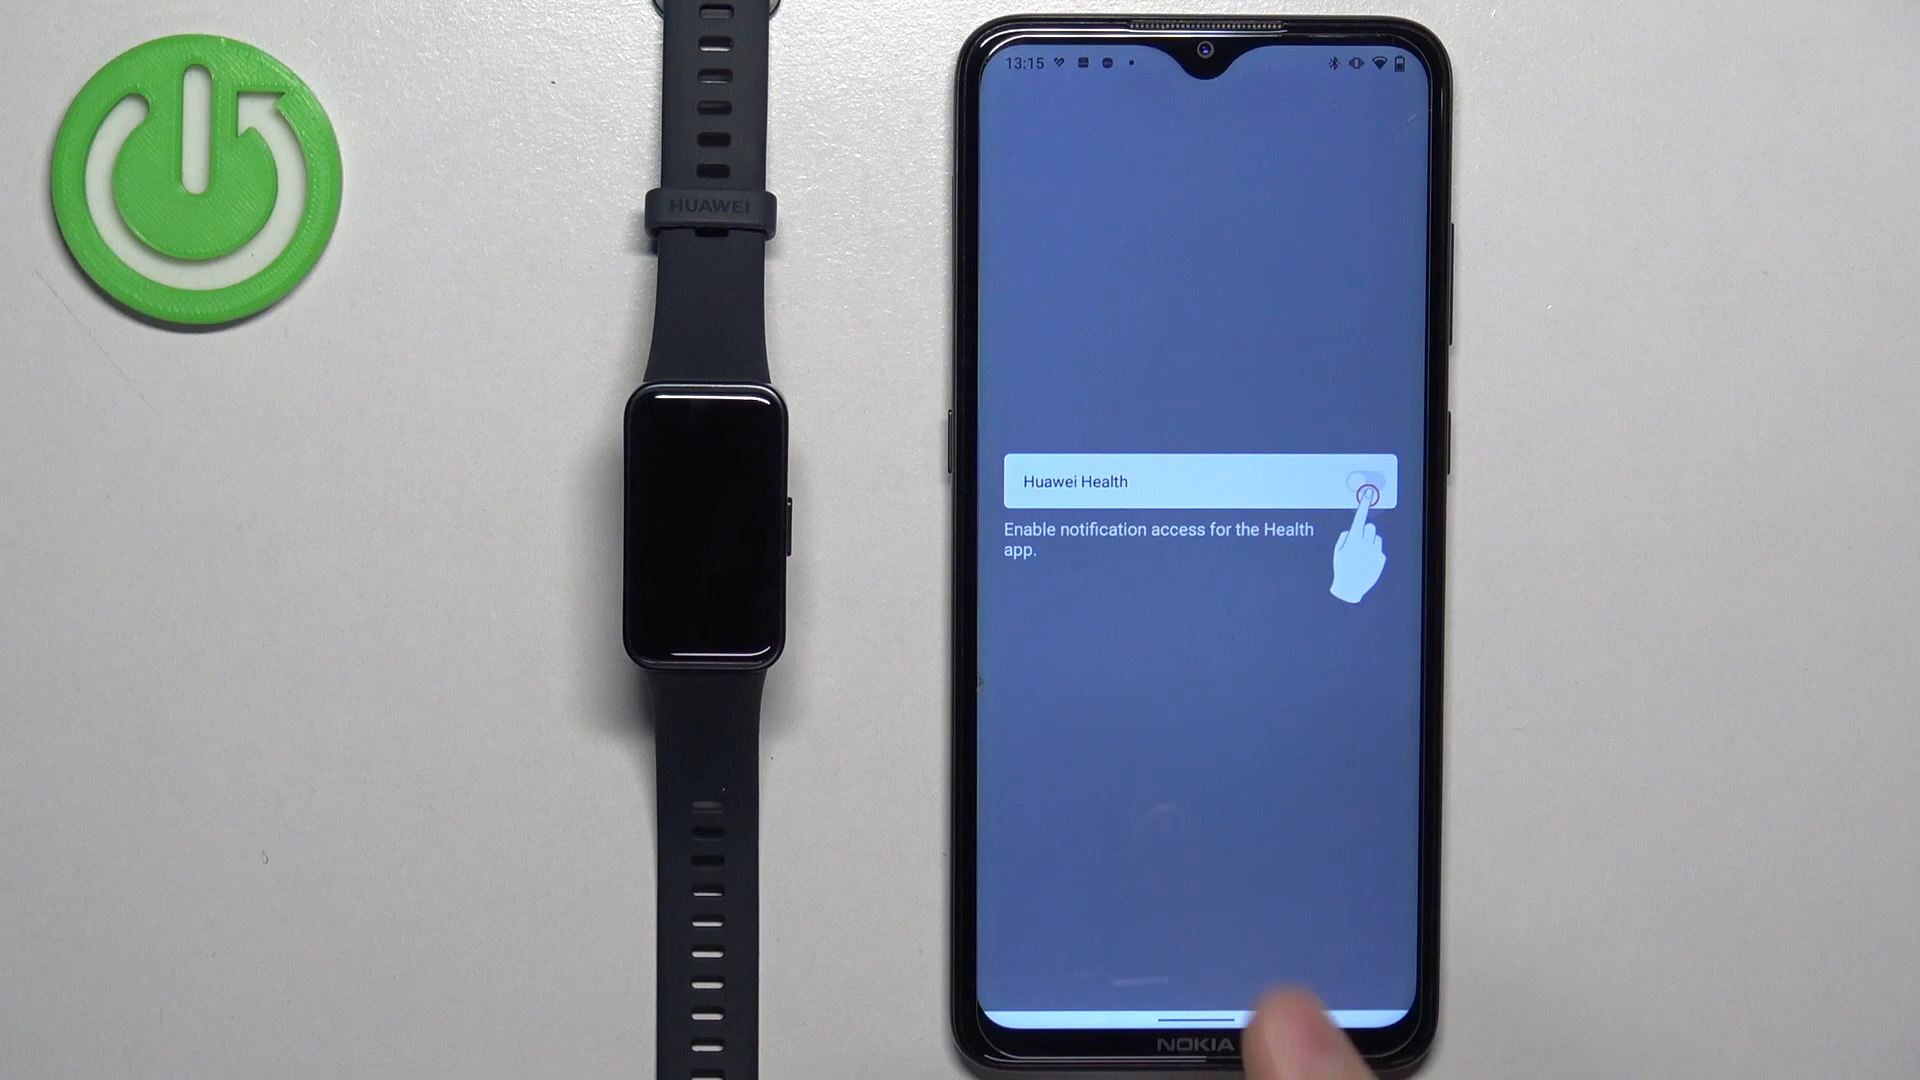 HUAWEI
13:15
Huawei Health
Enable notification access for the Health
app.
NOKIA